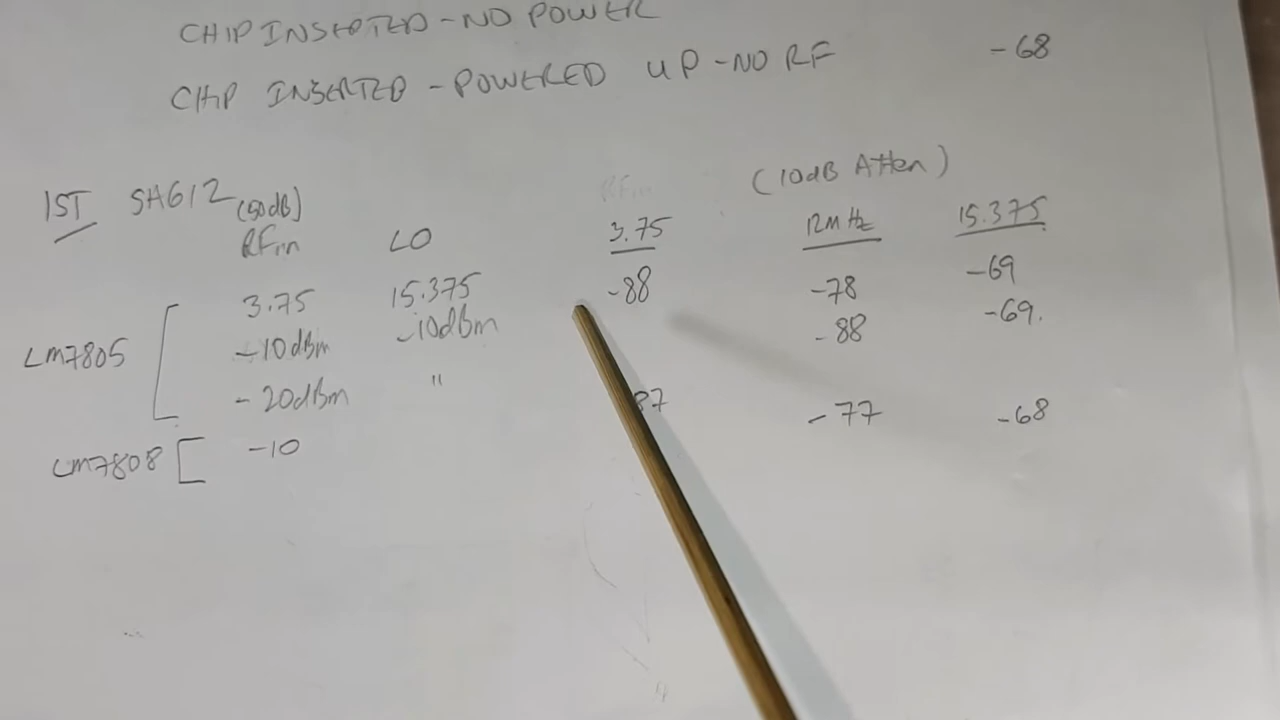 CHIP INSERTED - NO POWER
CHIP INSERTED - POWERED UP - NO RF -68
(10dB Atten)
1ST SA612 (50dB)
RFin LO 3.75 12MHz 15.375
3.75 15.375 -88 -78 -69
LM7805 -10dBm -10dBm -88 -69.
-20dBm " 87 -77 -68
LM7808 -10